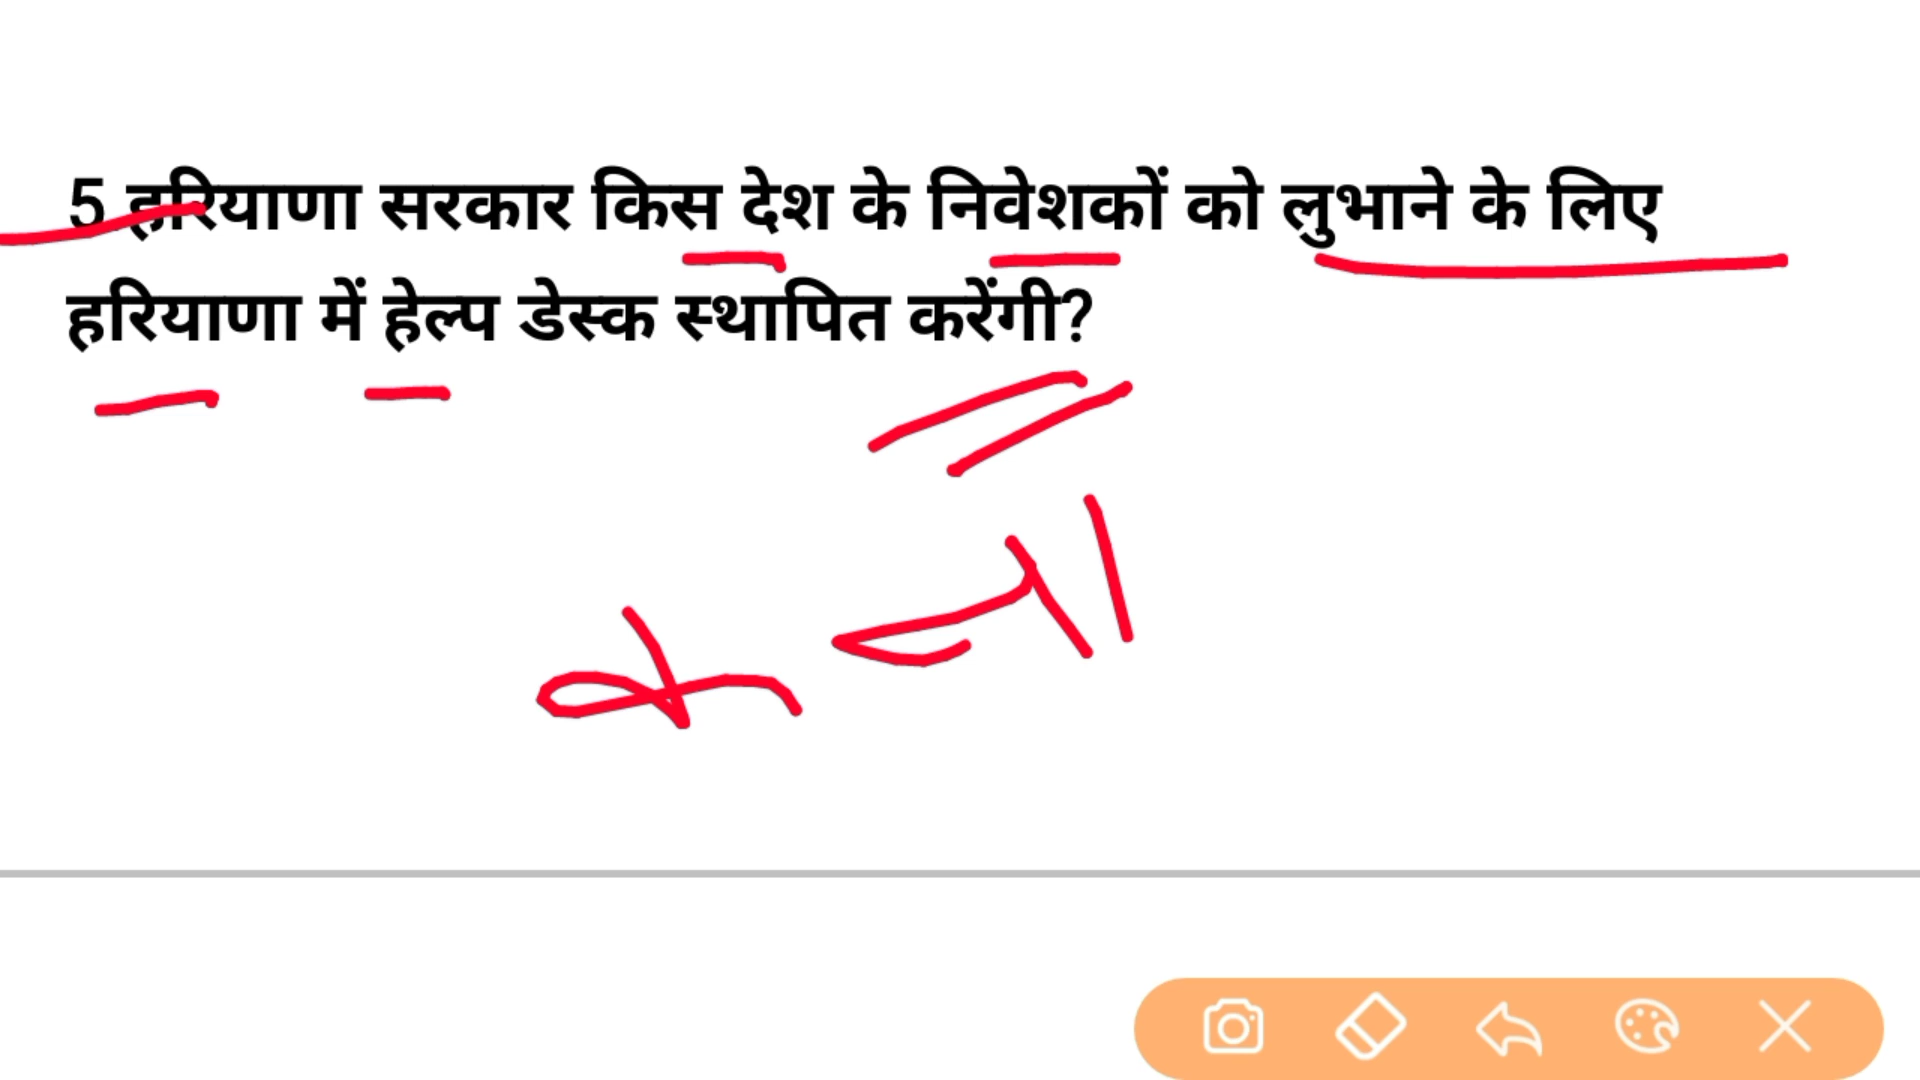 5 हरियाणा सरकार किस देश के निवेशकों को लुभाने के लिए
हरियाणा में हेल्प डेस्क स्थापित करेंगी?